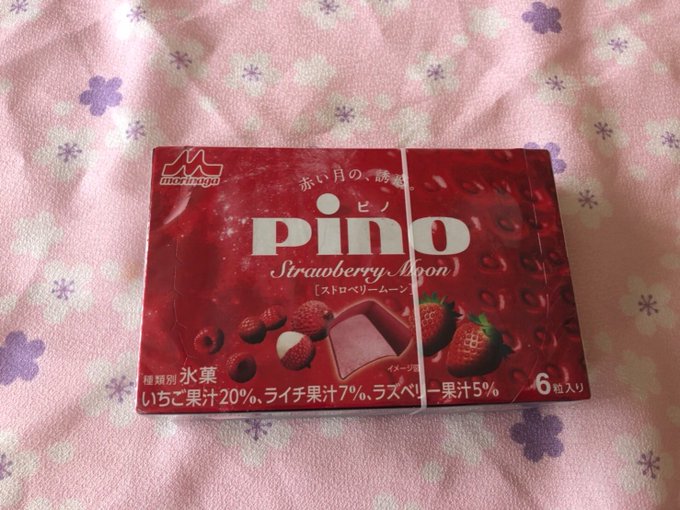 morinaga
赤い月の、誘惑。
ピノ
Pino
Strawberry Moon
[ストロベリームーン]
種類別 氷菓
いちご果汁20%、ライチ果汁7%、ラズベリー果汁5%
イメージ図
6粒入り